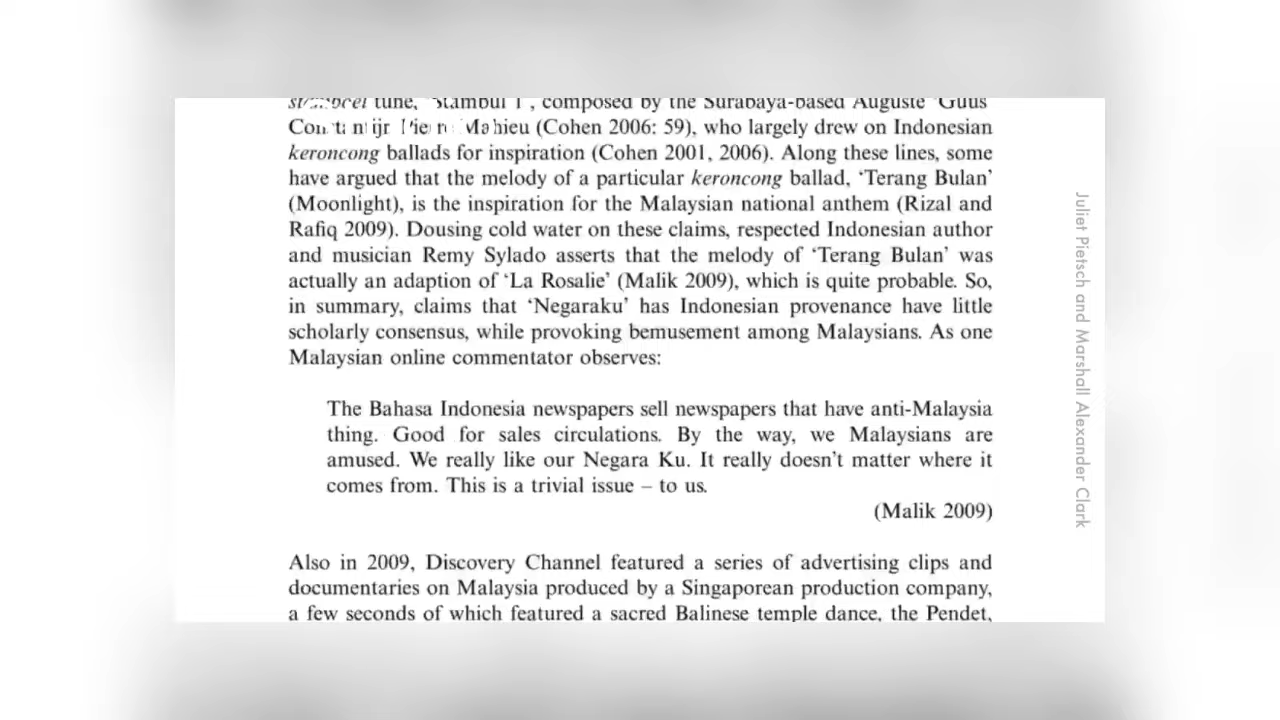 tune, 'Stambul I', composed by the Surabaya-based Auguste 'Guus'
Mahieu (Cohen 2006: 59), who largely drew on Indonesian
keroncong ballads for inspiration (Cohen 2001, 2006). Along these lines, some
have argued that the melody of a particular keroncong ballad, 'Terang Bulan'
(Moonlight), is the inspiration for the Malaysian national anthem (Rizal and
Rafiq 2009). Dousing cold water on these claims, respected Indonesian author
and musician Remy Sylado asserts that the melody of 'Terang Bulan' was
actually an adaption of 'La Rosalie' (Malik 2009), which is quite probable. So,
in summary, claims that 'Negaraku' has Indonesian provenance have little
scholarly consensus, while provoking bemusement among Malaysians. As one
Malaysian online commentator observes:
The Bahasa Indonesia newspapers sell newspapers that have anti-Malaysia
thing. Good for sales circulations. By the way, we Malaysians are
amused. We really like our Negara Ku. It really doesn't matter where it
comes from. This is a trivial issue – to us.
(Malik 2009)
Also in 2009, Discovery Channel featured a series of advertising clips and
documentaries on Malaysia produced by a Singaporean production company,
a few seconds of which featured a sacred Balinese temple dance, the Pendet,
Juliet Pietsch and Marshall Alexander Clark